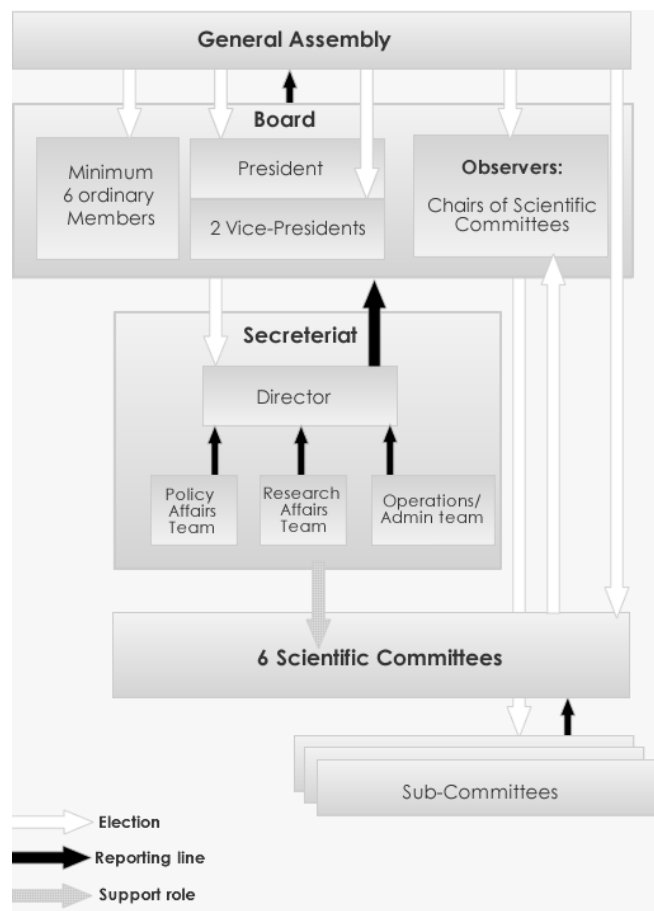 General Assembly
Board
Minimum
6 ordinary
Members
President
2 Vice-Presidents
Observers:
Chairs of Scientific
Committees
Secreteriat
Director
Policy
Affairs
Team
Research
Affairs
Team
Operations/
Admin team
6 Scientific Committees
Sub-Committees
Election
Reporting line
Support role